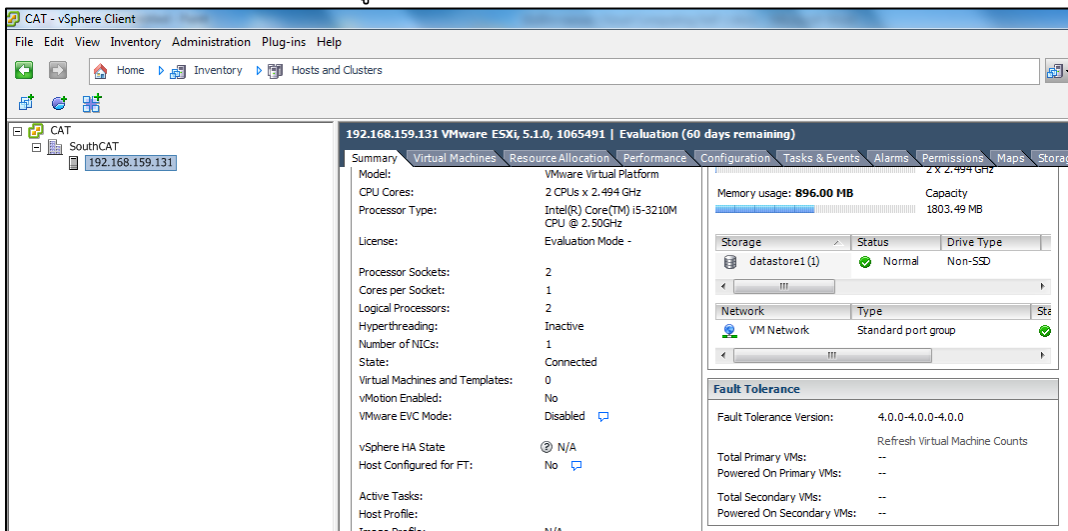 CAT - vSphere Client
File Edit View Inventory Administration Plug-ins Help
Home Inventory Hosts and Clusters
CAT
SouthCAT
192.168.159.131
192.168.159.131 VMware ESXi, 5.1.0, 1065491 | Evaluation (60 days remaining)
Summary Virtual Machines Resource Allocation Performance Configuration Tasks & Events Alarms Permissions Maps Storag
Model: VMware Virtual Platform
CPU Cores: 2 CPUs x 2.494 GHz
Processor Type: Intel(R) Core(TM) i5-3210M
CPU @ 2.50GHz
License: Evaluation Mode -
Processor Sockets: 2
Cores per Socket: 1
Logical Processors: 2
Hyperthreading: Inactive
Number of NICs: 1
State: Connected
Virtual Machines and Templates: 0
vMotion Enabled: No
VMware EVC Mode: Disabled
vSphere HA State N/A
Host Configured for FT: No
Active Tasks:
Host Profile:
Image Profile: N/A
2 x 2.494 GHz
Memory usage: 896.00 MB Capacity
1803.49 MB
Storage Status Drive Type
datastore1 (1) Normal Non-SSD
Network Type Sta
VM Network Standard port group
Fault Tolerance
Fault Tolerance Version: 4.0.0-4.0.0-4.0.0
Refresh Virtual Machine Counts
Total Primary VMs: --
Powered On Primary VMs: --
Total Secondary VMs: --
Powered On Secondary VMs: --